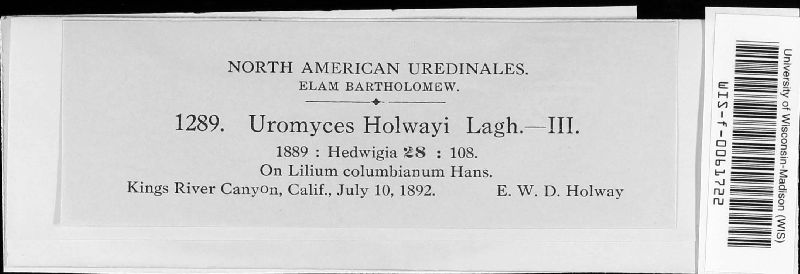 NORTH AMERICAN UREDINALES.
ELAM BARTHOLOMEW.
1289. Uromyces Holwayi Lagh.—III.
1889 : Hedwigia 28 : 108.
On Lilium columbianum Hans.
Kings River Canyon, Calif., July 10, 1892. E. W. D. Holway
University of Wisconsin-Madison (WIS)
WIS-f-0061722